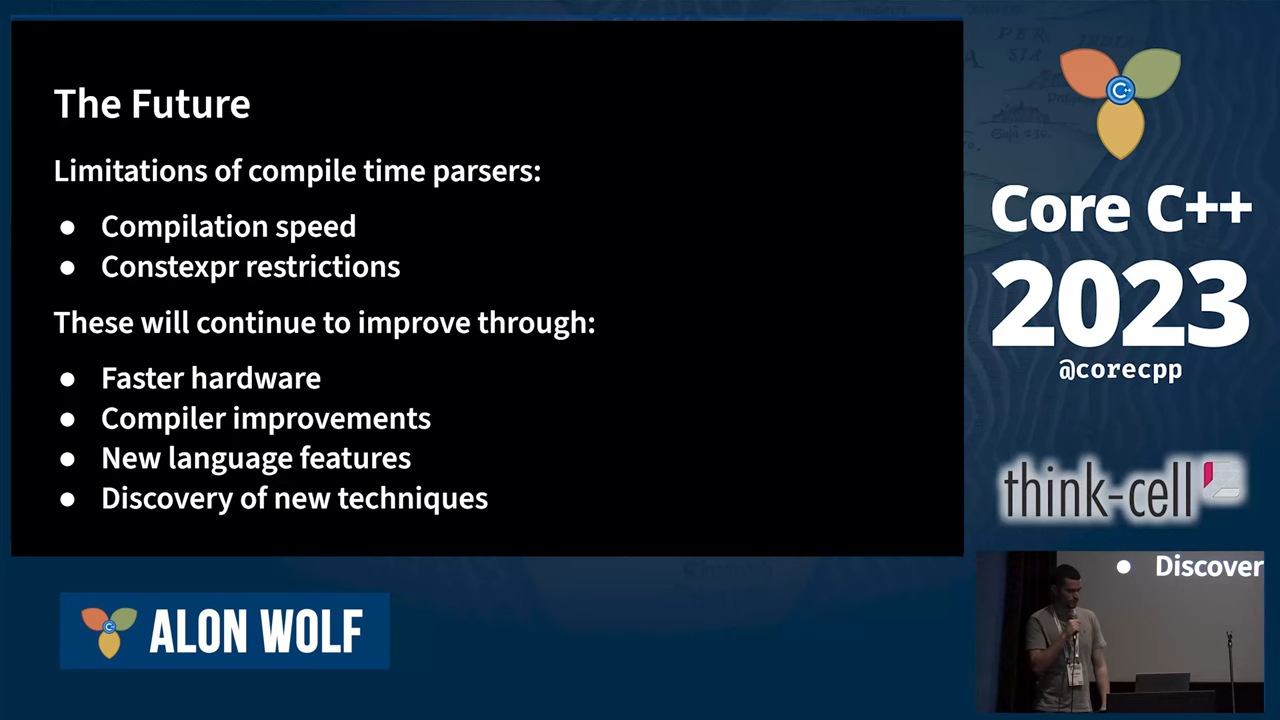 The Future
Limitations of compile time parsers:
● Compilation speed
● Constexpr restrictions
These will continue to improve through:
● Faster hardware
● Compiler improvements
● New language features
● Discovery of new techniques
C++
Core C++
2023
@corecpp
think-cell
● Discover
C++
ALON WOLF